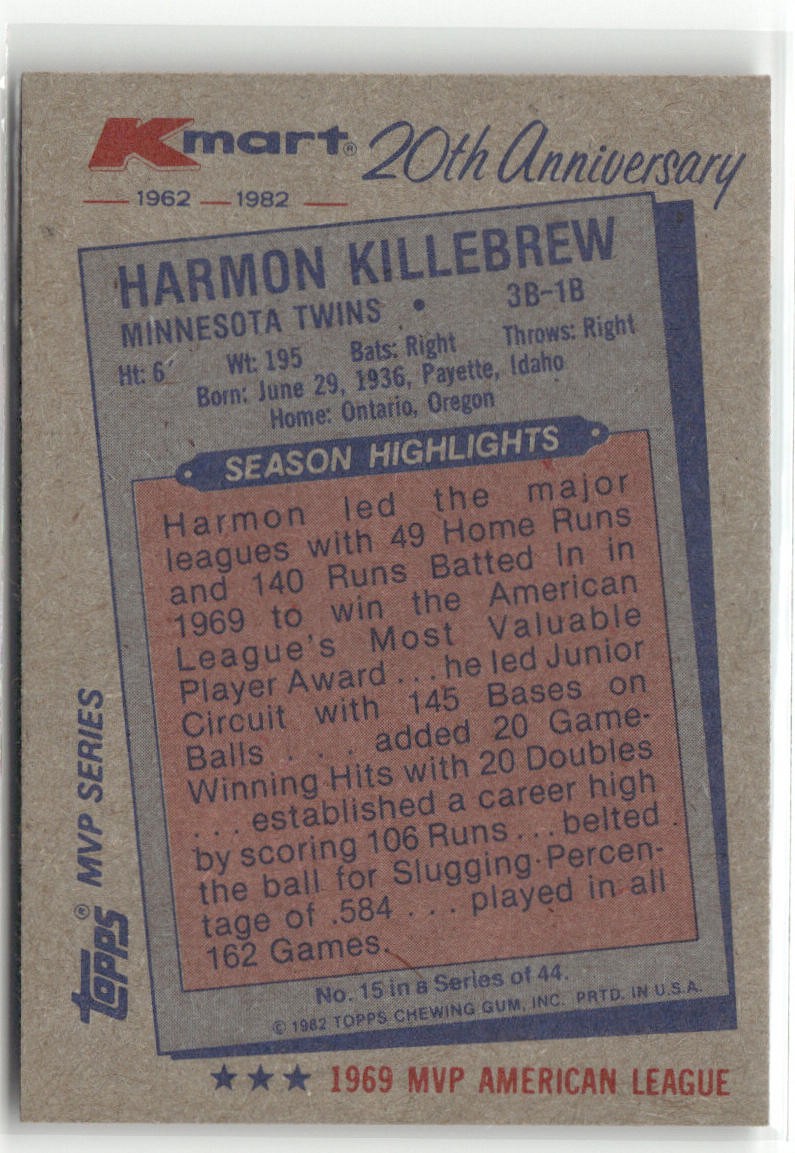 Kmart® 20th Anniversary
1962 1982
HARMON KILLEBREW
MINNESOTA TWINS • 3B-1B
Ht: 6' Wt: 195 Bats: Right Throws: Right
Born: June 29, 1936, Payette, Idaho
Home: Ontario, Oregon
SEASON HIGHLIGHTS
Harmon led the major
leagues with 49 Home Runs
and 140 Runs Batted In in
1969 to win the American
League's Most Valuable
Player Award . . . he led Junior
Circuit with 145 Bases on
Balls . . . added 20 Game-
Winning Hits with 20 Doubles
. . . established a career high
by scoring 106 Runs . . . belted
the ball for Slugging Percen-
tage of .584 . . . played in all
162 Games.
No. 15 in a Series of 44.
© 1982 TOPPS CHEWING GUM, INC. PRTD. IN U.S.A.
★★★ 1969 MVP AMERICAN LEAGUE
Topps® MVP SERIES